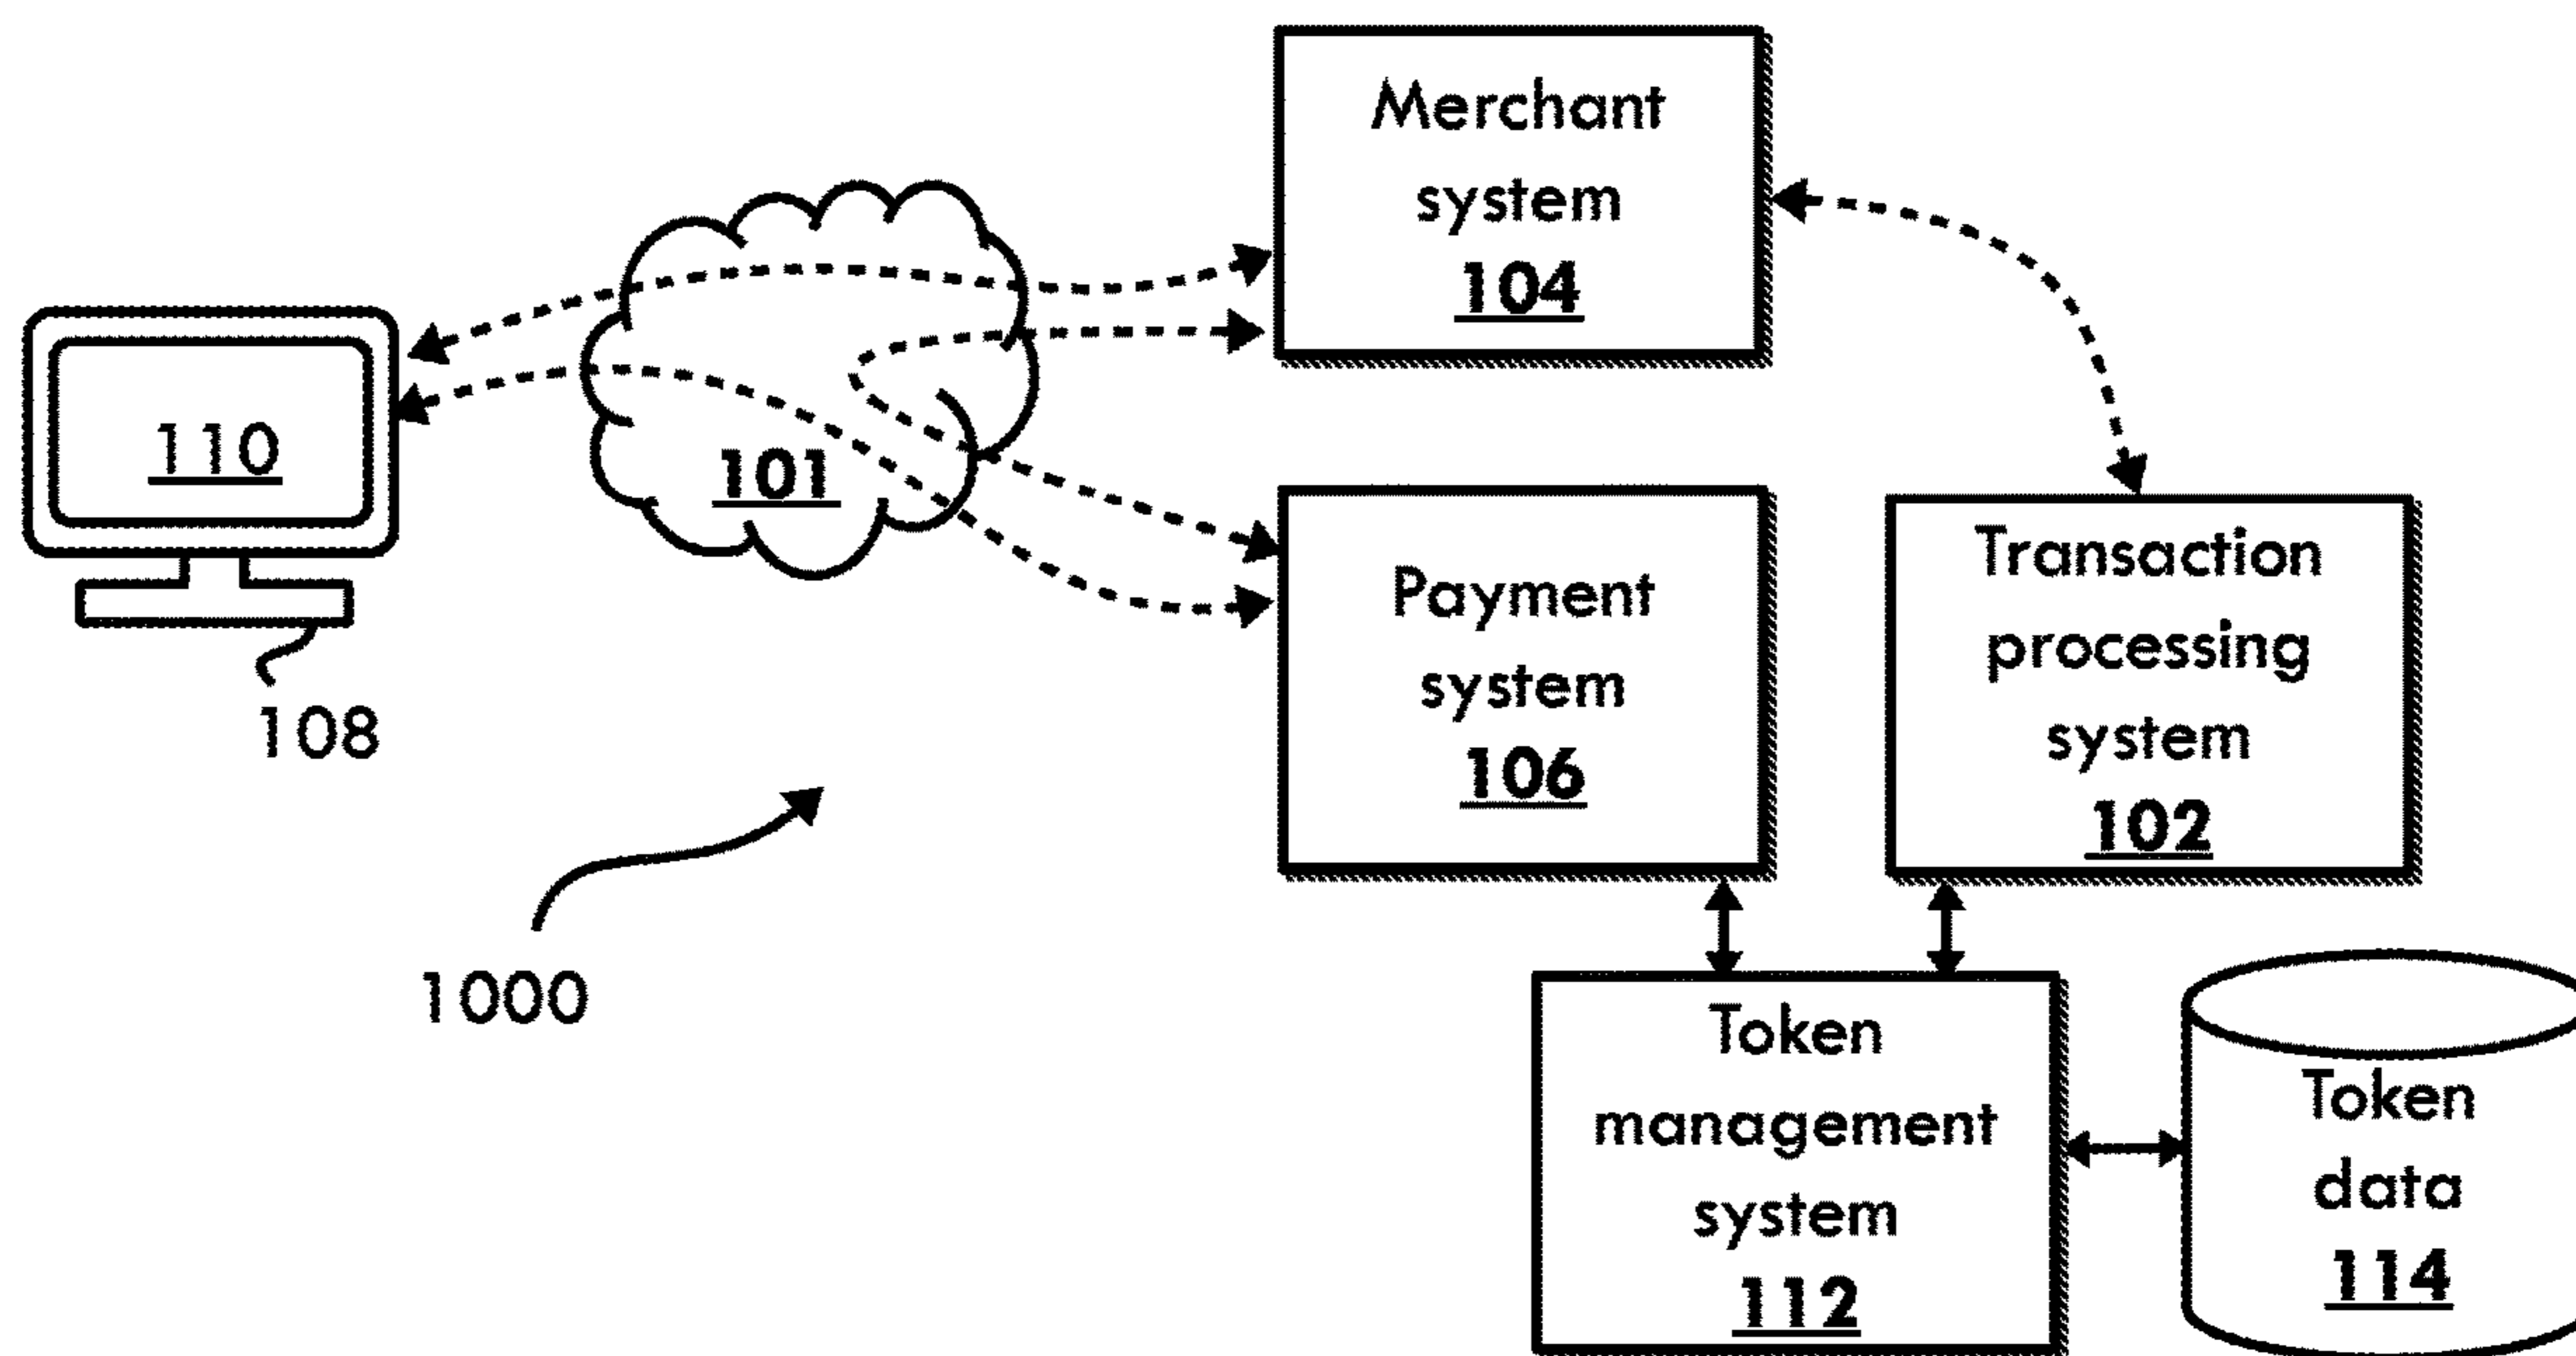 Merchant
system
104
110
101
108
Payment
system
106
Transaction
processing
system
102
1000
Token
management
system
112
Token
data
114